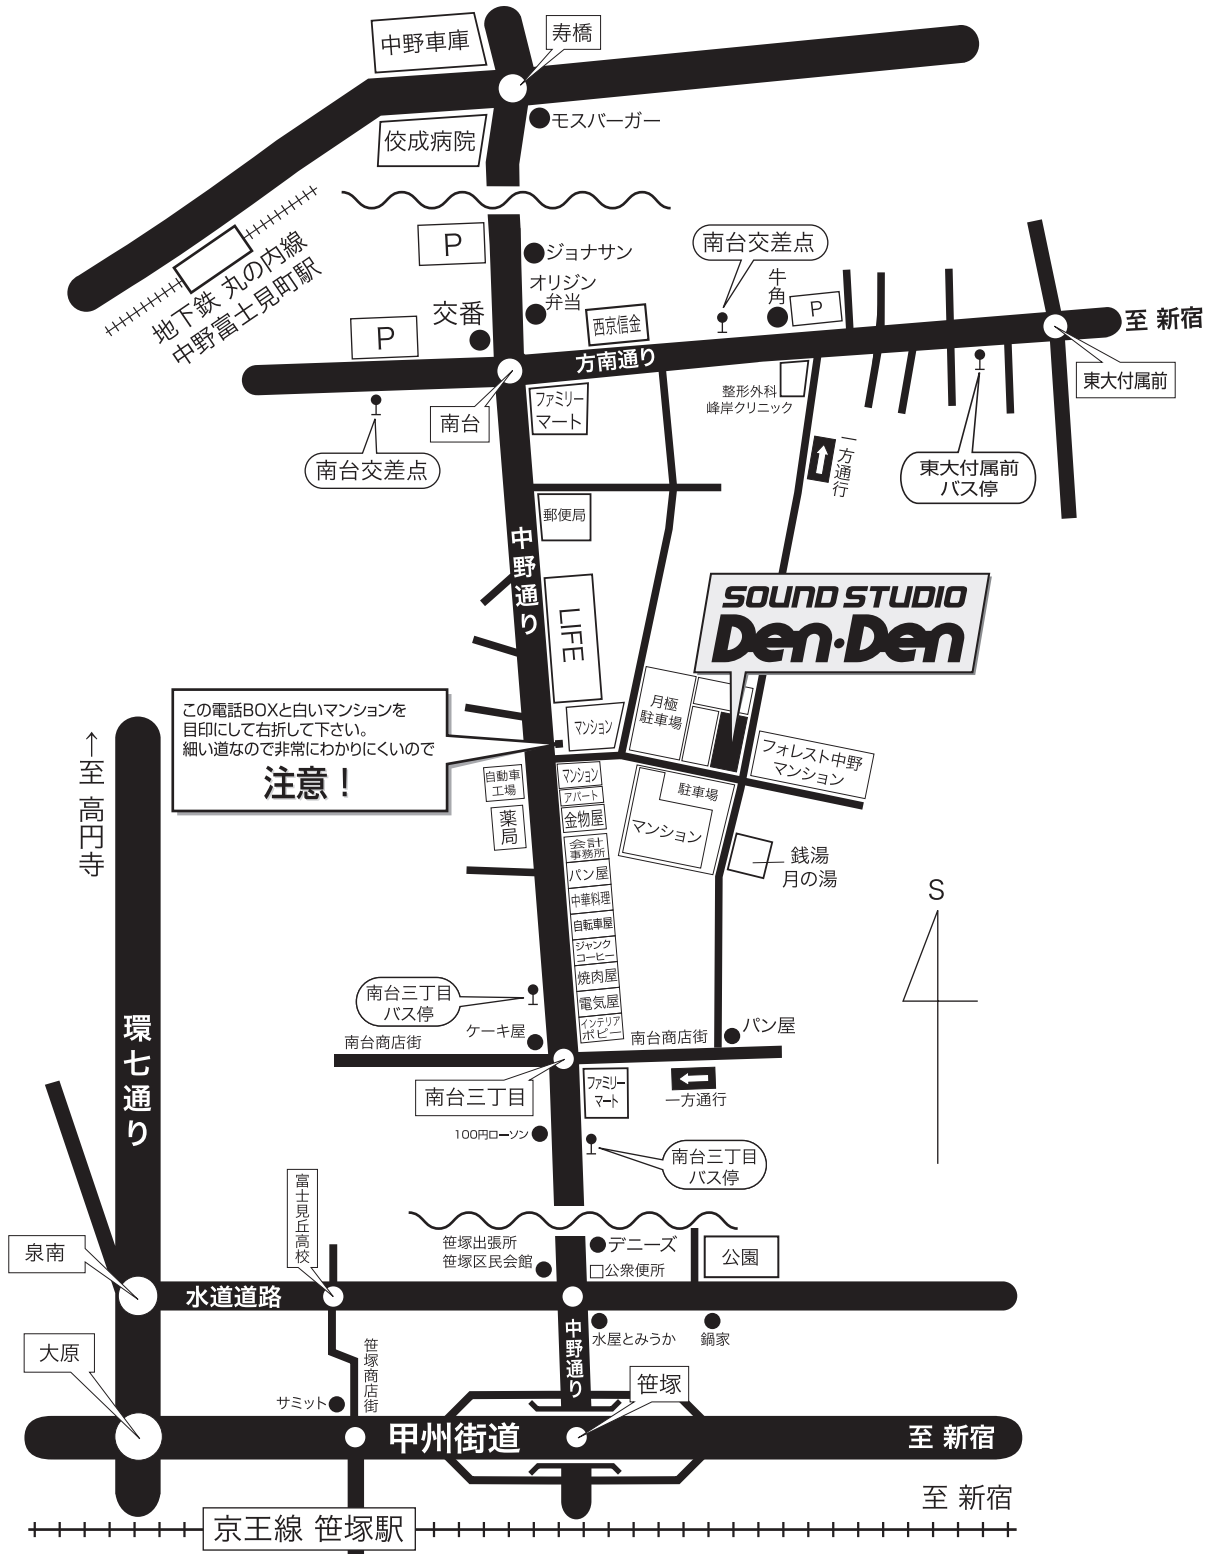 中野車庫
寿橋
佼成病院
モスバーガー
地下鉄 丸の内線
中野富士見町駅
P
ジョナサン
オリジン
弁当
南台交差点
牛角
P
交番
西京信金
P
方南通り
至 新宿
東大付属前
南台
ファミリー
マート
整形外科
峰岸クリニック
南台交差点
一方通行
東大付属前
バス停
郵便局
中野通り
LIFE
SOUND STUDIO
Den・Den
月極
駐車場
マンション
この電話BOXと白いマンションを
目印にして右折して下さい。
細い道なので非常にわかりにくいので
注意！
フォレスト中野
マンション
自動車
工場
薬局
マンション
アパート
金物屋
会計
事務所
パン屋
中華料理
自転車屋
ジャンク
コーヒー
焼肉屋
電気屋
インテリア
ポピー
駐車場
マンション
銭湯
月の湯
←至 高円寺
S
環七通り
南台三丁目
バス停
ケーキ屋
南台商店街
南台商店街
パン屋
南台三丁目
ファミリー
マート
一方通行
100円ローソン
南台三丁目
バス停
富士見丘高校
泉南
笹塚出張所
笹塚区民会館
デニーズ
公衆便所
公園
水道道路
中野通り
水屋とみうか
鍋家
大原
笹塚商店街
サミット
笹塚
甲州街道
至 新宿
至 新宿
京王線 笹塚駅